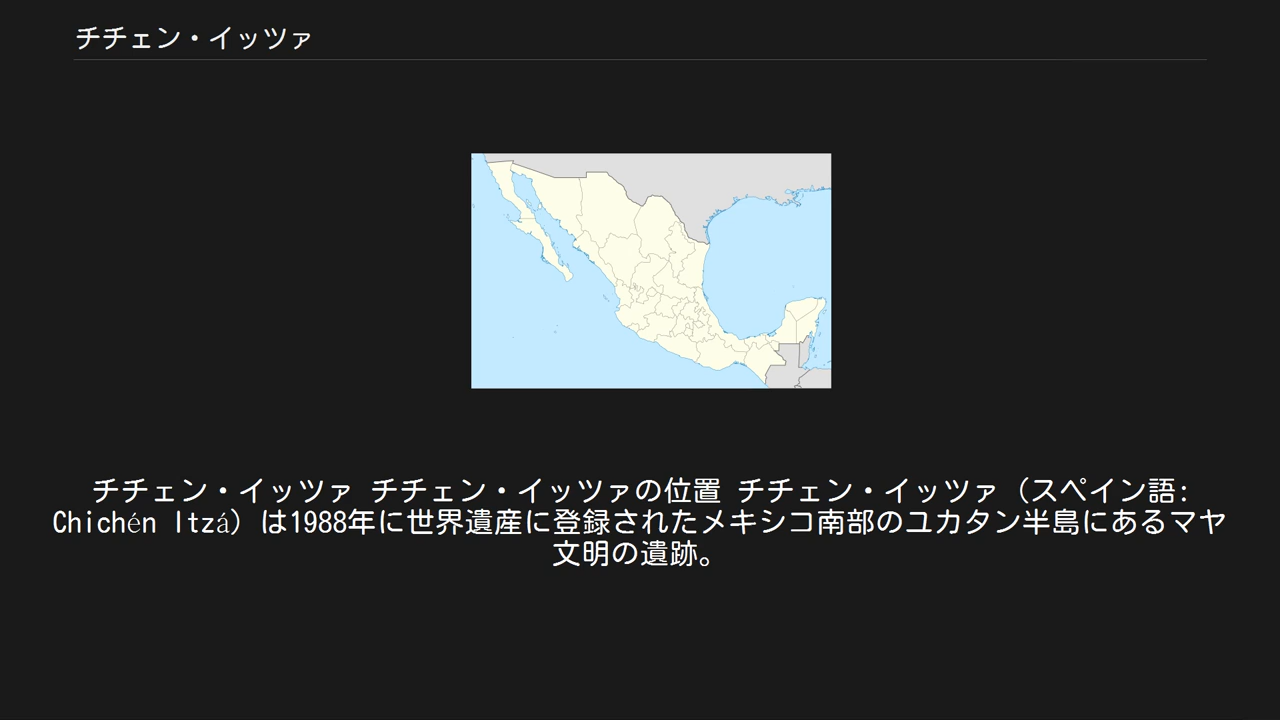 チチェン・イッツァ
チチェン・イッツァ チチェン・イッツァの位置 チチェン・イッツァ（スペイン語:
Chichén Itzá）は1988年に世界遺産に登録されたメキシコ南部のユカタン半島にあるマヤ
文明の遺跡。